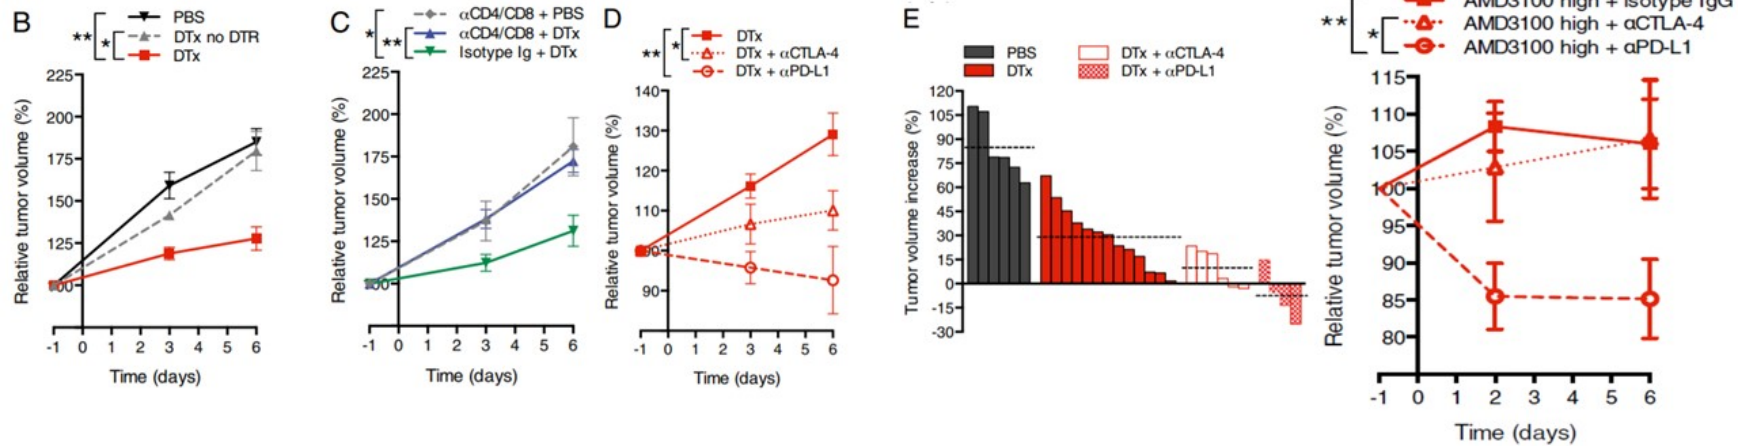 B
PBS
DTx no DTR
DTx
**
*
225
200
175
150
125
100
Relative tumor volume (%)
-1 0 1 2 3 4 5 6
Time (days)
C
αCD4/CD8 + PBS
αCD4/CD8 + DTx
Isotype Ig + DTx
*
**
225
200
175
150
125
100
Relative tumor volume (%)
-1 0 1 2 3 4 5 6
Time (days)
D
DTx
DTx + αCTLA-4
DTx + αPD-L1
**
*
140
130
120
110
90
Relative tumor volume (%)
-1 0 1 2 3 4 5 6
Time (days)
E
PBS
DTx
DTx + αCTLA-4
DTx + αPD-L1
120
105
90
75
60
45
30
15
0
-15
-30
Tumor volume increase (%)
AMD3100 high + Isotype IgG
AMD3100 high + αCTLA-4
AMD3100 high + αPD-L1
**
*
115
110
105
100
95
90
85
80
Relative tumor volume (%)
-1 0 1 2 3 4 5 6
Time (days)